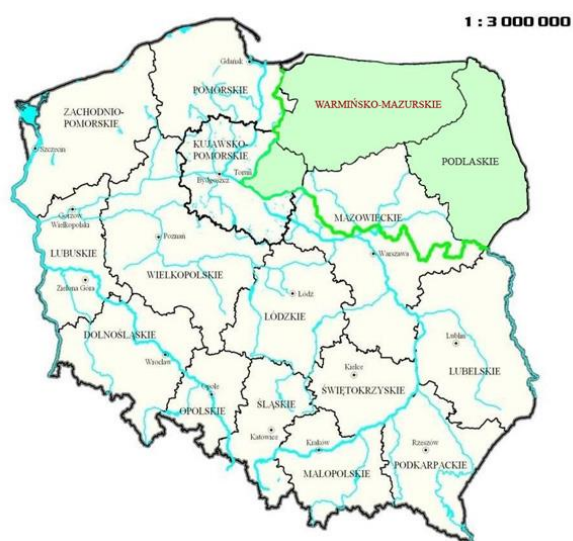 1 : 3 000 000
Gdańsk
POMORSKIE
WARMIŃSKO-MAZURSKIE
ZACHODNIO-
POMORSKIE
KUJAWSKO-
POMORSKIE
PODLASKIE
Szczecin
Toruń
Bydgoszcz
Gorzów
Wielkopolski
MAZOWIECKIE
LUBUSKIE
Poznań
Warszawa
WIELKOPOLSKIE
Zielona Góra
Łódź
ŁÓDZKIE
DOLNOŚLĄSKIE
Lublin
Wrocław
LUBELSKIE
Kielce
Opole
ŚWIĘTOKRZYSKIE
OPOLSKIE
ŚLĄSKIE
Katowice
Kraków
Rzeszów
PODKARPACKIE
MAŁOPOLSKIE